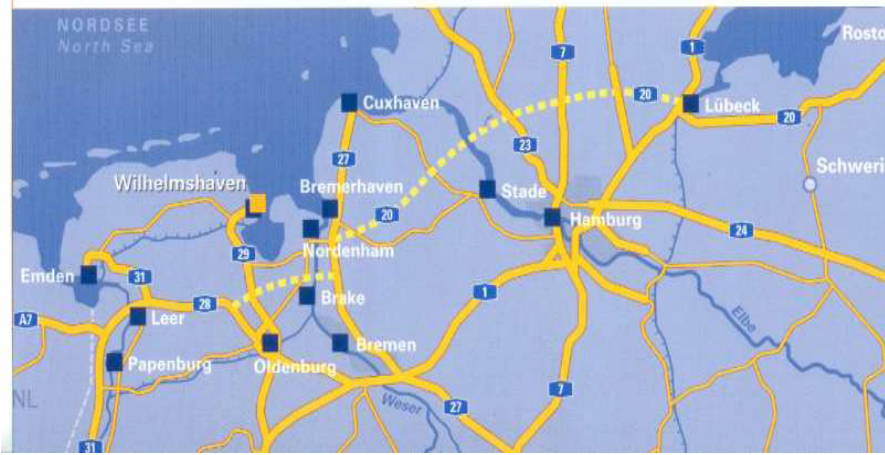 NORDSEE
North Sea
7
1
Rosto
Cuxhaven
20
Lübeck
20
27
23
Schweri
Wilhelmshaven
Bremerhaven
20
Stade
Hamburg
24
29
Nordenham
Emden
31
28
Brake
1
Elbe
A7
Leer
Papenburg
Oldenburg
Bremen
7
NL
Weser
27
31